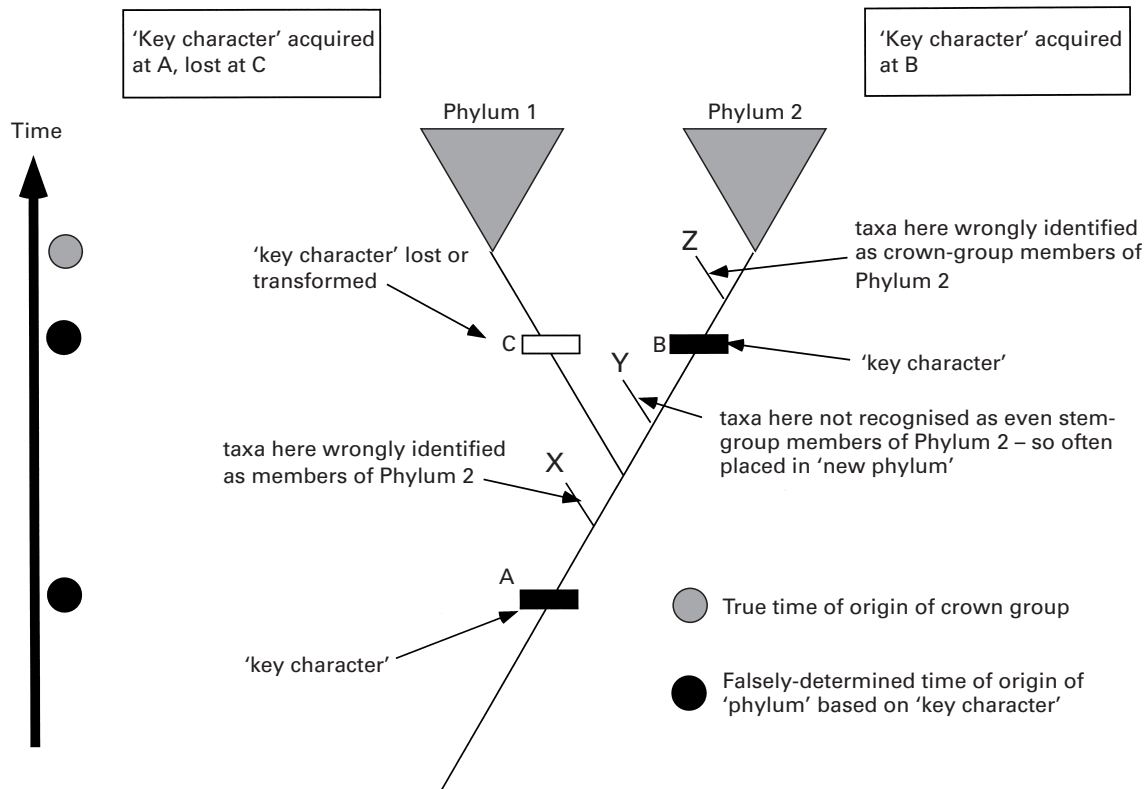 ‘Key character’ acquired
at A, lost at C
‘Key character’ acquired
at B
Time
Phylum 1
Phylum 2
Z
taxa here wrongly identified
as crown-group members of
Phylum 2
‘key character’ lost or
transformed
C
B
‘key character’
Y
taxa here not recognised as even stem-
group members of Phylum 2 – so often
placed in ‘new phylum’
taxa here wrongly identified
as members of Phylum 2
X
A
‘key character’
True time of origin of crown group
Falsely-determined time of origin of
‘phylum’ based on ‘key character’